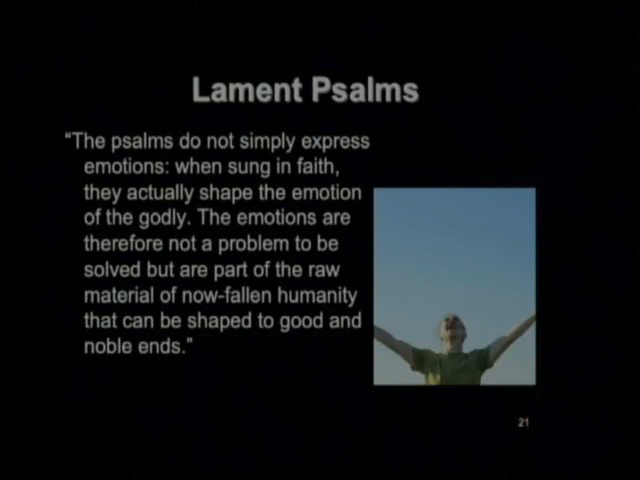 Lament Psalms
“The psalms do not simply express
emotions: when sung in faith,
they actually shape the emotion
of the godly. The emotions are
therefore not a problem to be
solved but are part of the raw
material of now-fallen humanity
that can be shaped to good and
noble ends.”
21